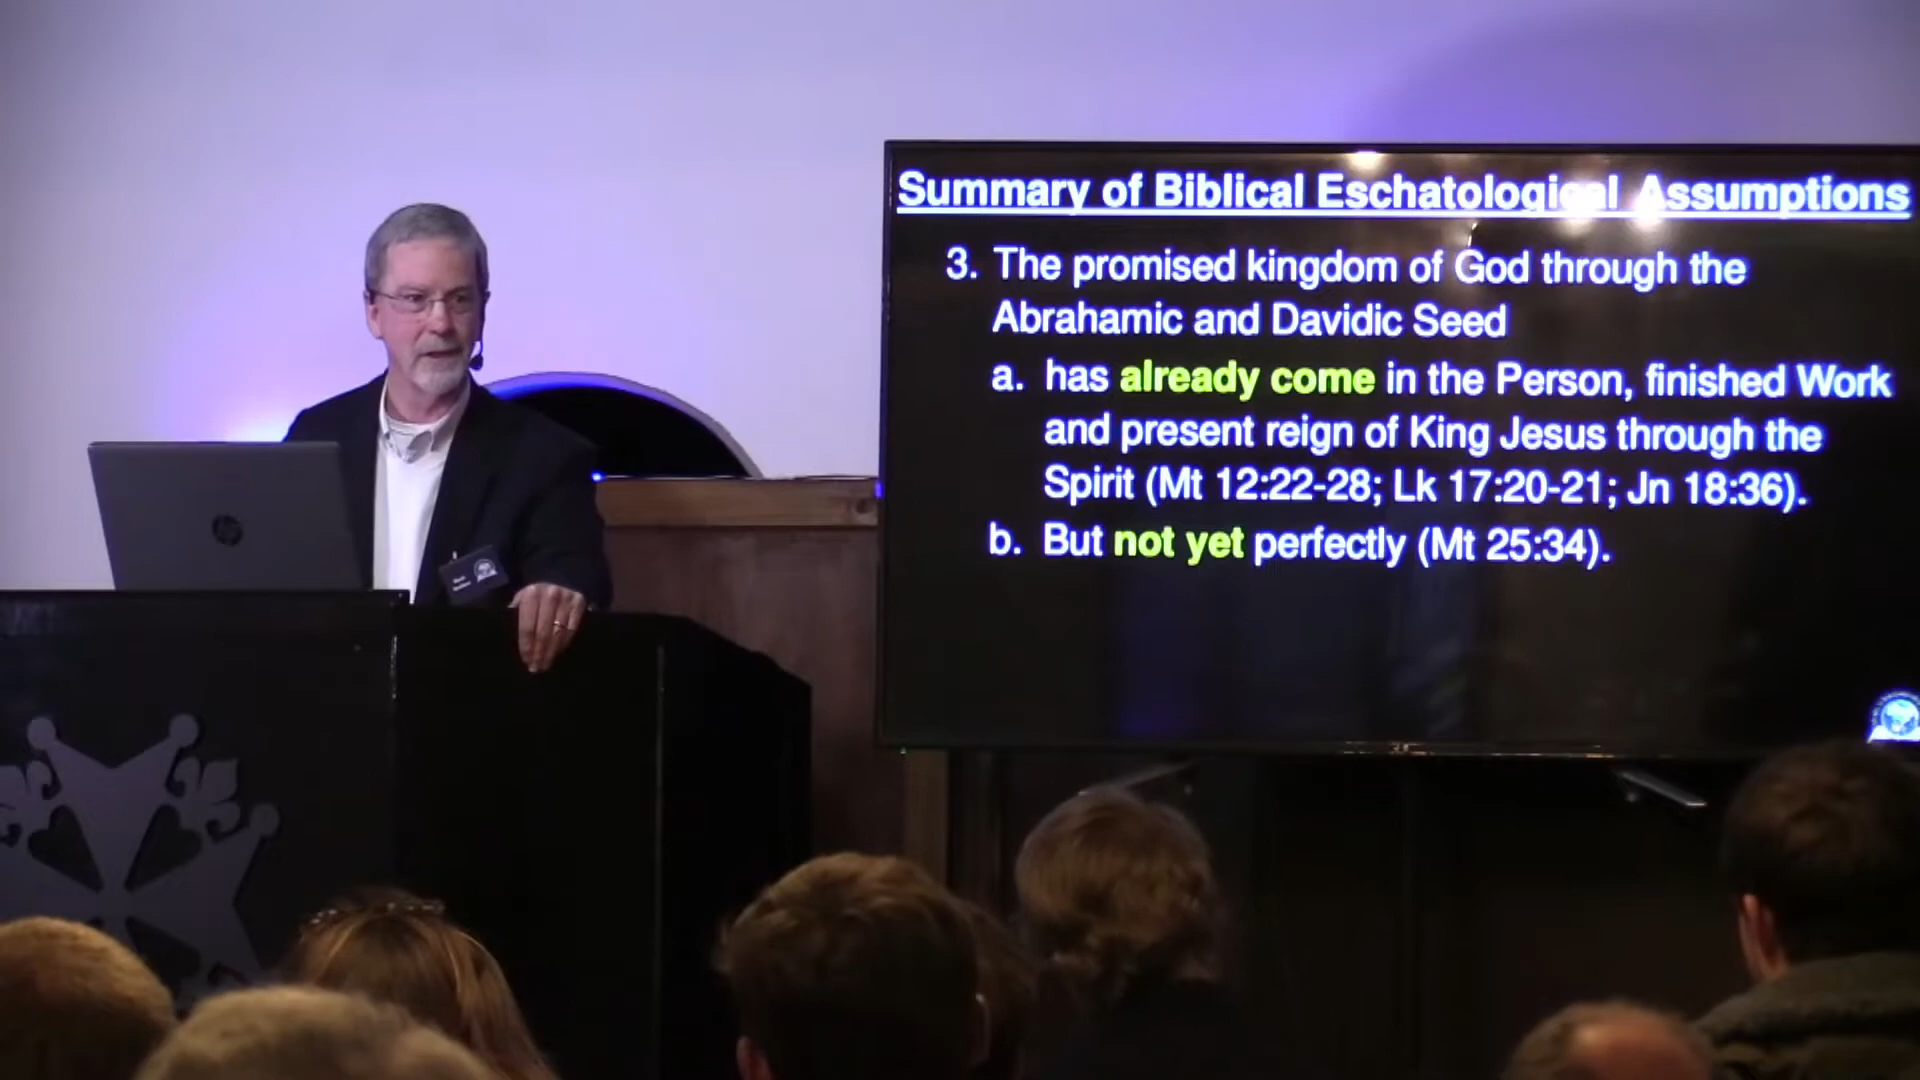 Summary of Biblical Eschatological Assumptions
3. The promised kingdom of God through the
Abrahamic and Davidic Seed
a. has already come in the Person, finished Work
and present reign of King Jesus through the
Spirit (Mt 12:22-28; Lk 17:20-21; Jn 18:36).
b. But not yet perfectly (Mt 25:34).
hp